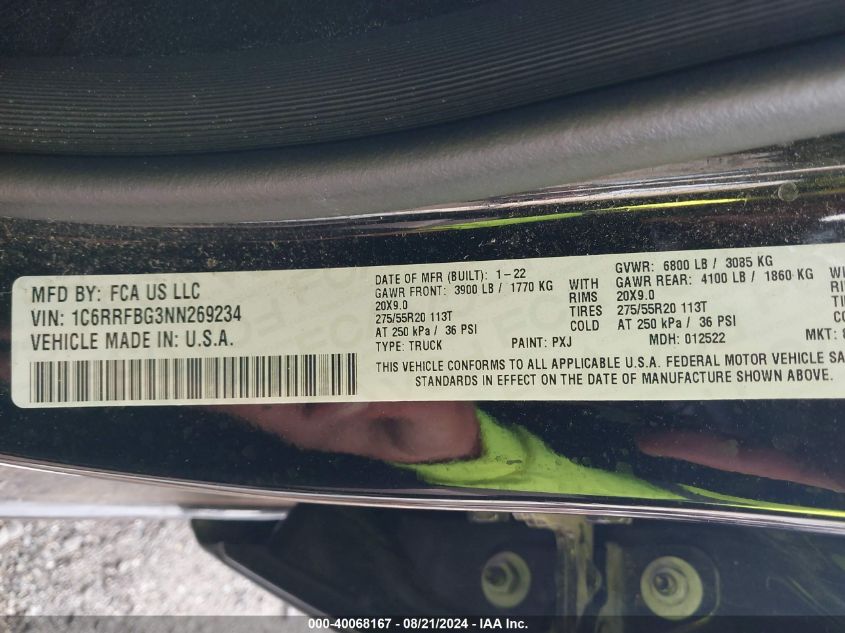 MFD BY: FCA US LLC
VIN: 1C6RRFBG3NN269234
VEHICLE MADE IN: U.S.A.
DATE OF MFR (BUILT): 1-22 GVWR: 6800 LB / 3085 KG
GAWR FRONT: 3900 LB / 1770 KG WITH GAWR REAR: 4100 LB / 1860 KG
20X9.0 RIMS 20X9.0
275/55R20 113T TIRES 275/55R20 113T
AT 250 kPa / 36 PSI COLD AT 250 kPa / 36 PSI
TYPE: TRUCK PAINT: PXJ MDH: 012522 MKT:
THIS VEHICLE CONFORMS TO ALL APPLICABLE U.S.A. FEDERAL MOTOR VEHICLE
STANDARDS IN EFFECT ON THE DATE OF MANUFACTURE SHOWN ABOVE.
000-40068167 - 08/21/2024 - IAA Inc.